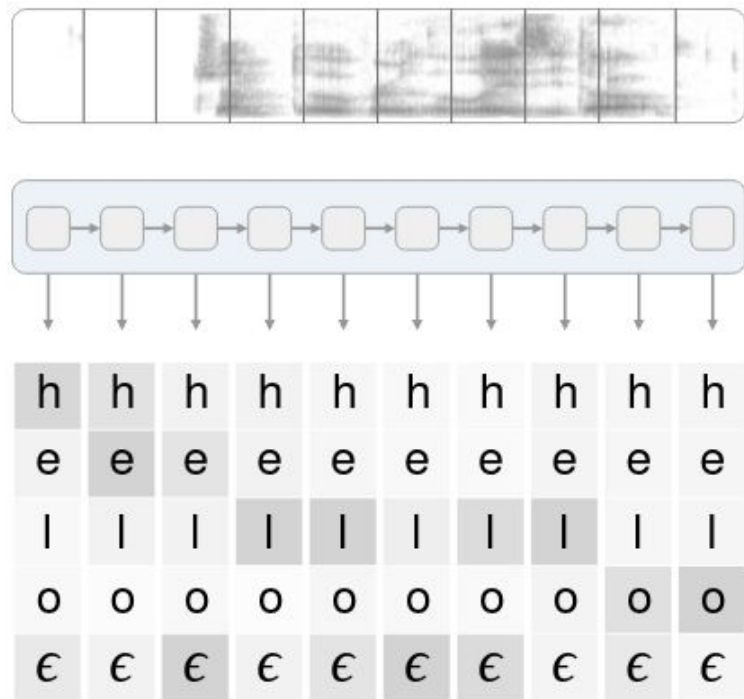 h h h h h h h h h h
e e e e e e e e e e
l l l l l l l l l l
o o o o o o o o o o
ϵ ϵ ϵ ϵ ϵ ϵ ϵ ϵ ϵ ϵ